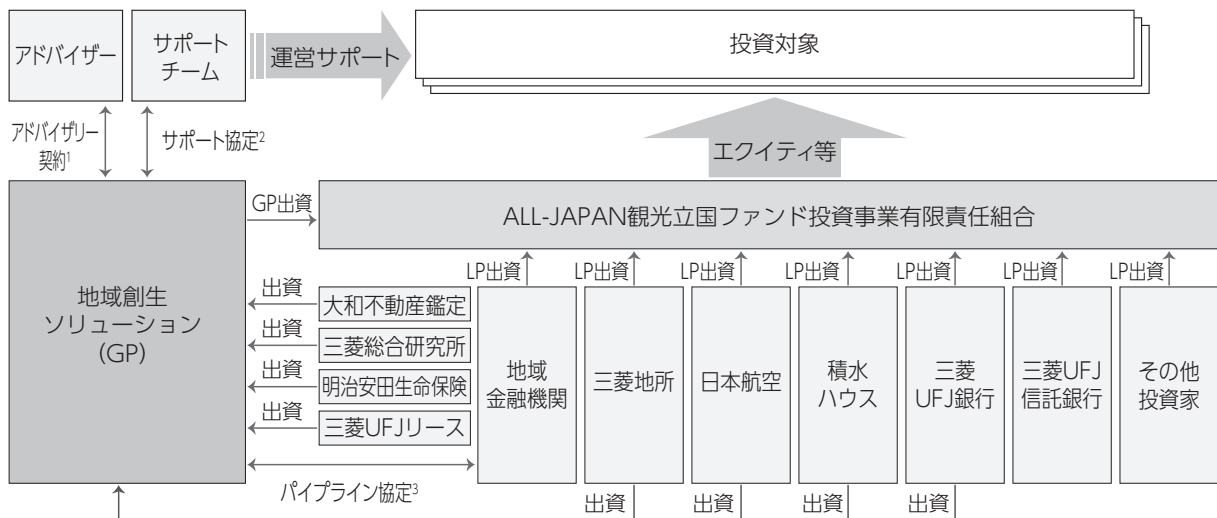 アドバイザー
サポート
チーム
運営サポート
投資対象
アドバイザリー
契約1
サポート協定2
エクイティ等
GP出資
ALL-JAPAN観光立国ファンド投資事業有限責任組合
地域創生
ソリューション
(GP)
出資
大和不動産鑑定
出資
三菱総合研究所
出資
明治安田生命保険
出資
三菱UFJリース
LP出資
LP出資
LP出資
LP出資
LP出資
LP出資
LP出資
地域
金融機関
三菱地所
日本航空
積水
ハウス
三菱
UFJ銀行
三菱UFJ
信託銀行
その他
投資家
パイプライン協定3
出資
出資
出資
出資